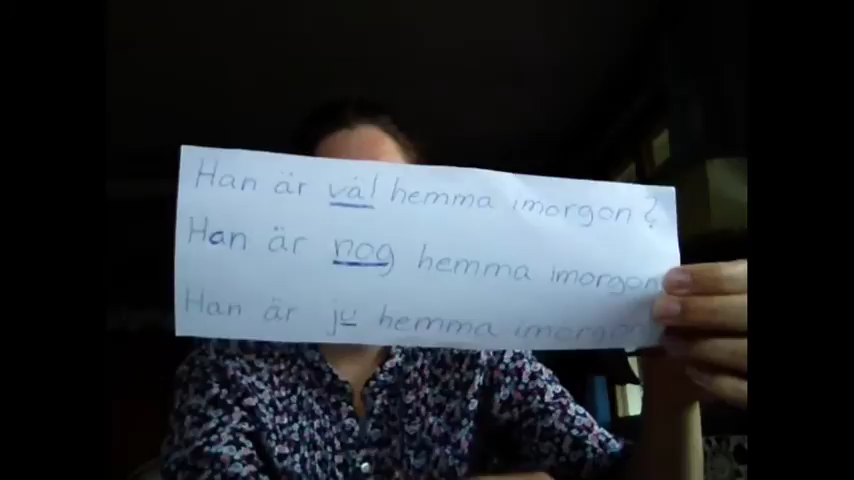 Han är väl hemma imorgon?
Han är nog hemma imorgon
Han är ju hemma imorgon